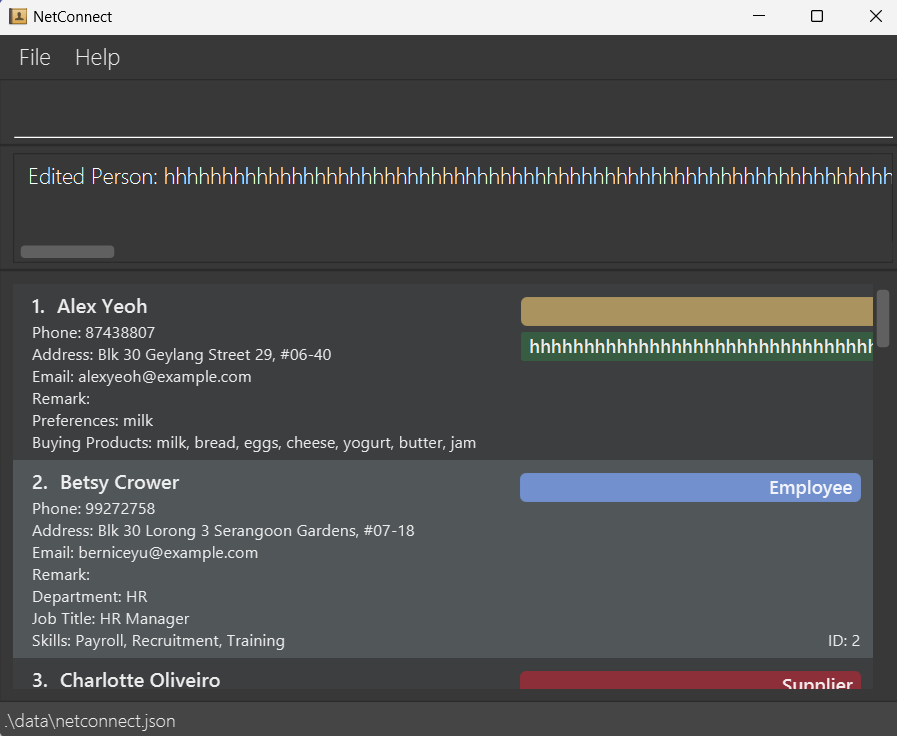 NetConnect
File Help
Edited Person: hhhhhhhhhhhhhhhhhhhhhhhhhhhhhhhhhhhhhhhhhhhhhhhhhhhhhhhhhhhhhhh
1. Alex Yeoh
hhhhhhhhhhhhhhhhhhhhhhhhhhhhhh
Phone: 87438807
Address: Blk 30 Geylang Street 29, #06-40
Email: alexyeoh@example.com
Remark:
Preferences: milk
Buying Products: milk, bread, eggs, cheese, yogurt, butter, jam
2. Betsy Crower
Employee
Phone: 99272758
Address: Blk 30 Lorong 3 Serangoon Gardens, #07-18
Email: berniceyu@example.com
Remark:
Department: HR
Job Title: HR Manager
Skills: Payroll, Recruitment, Training
ID: 2
3. Charlotte Oliveiro
Supplier
.\data\netconnect.json